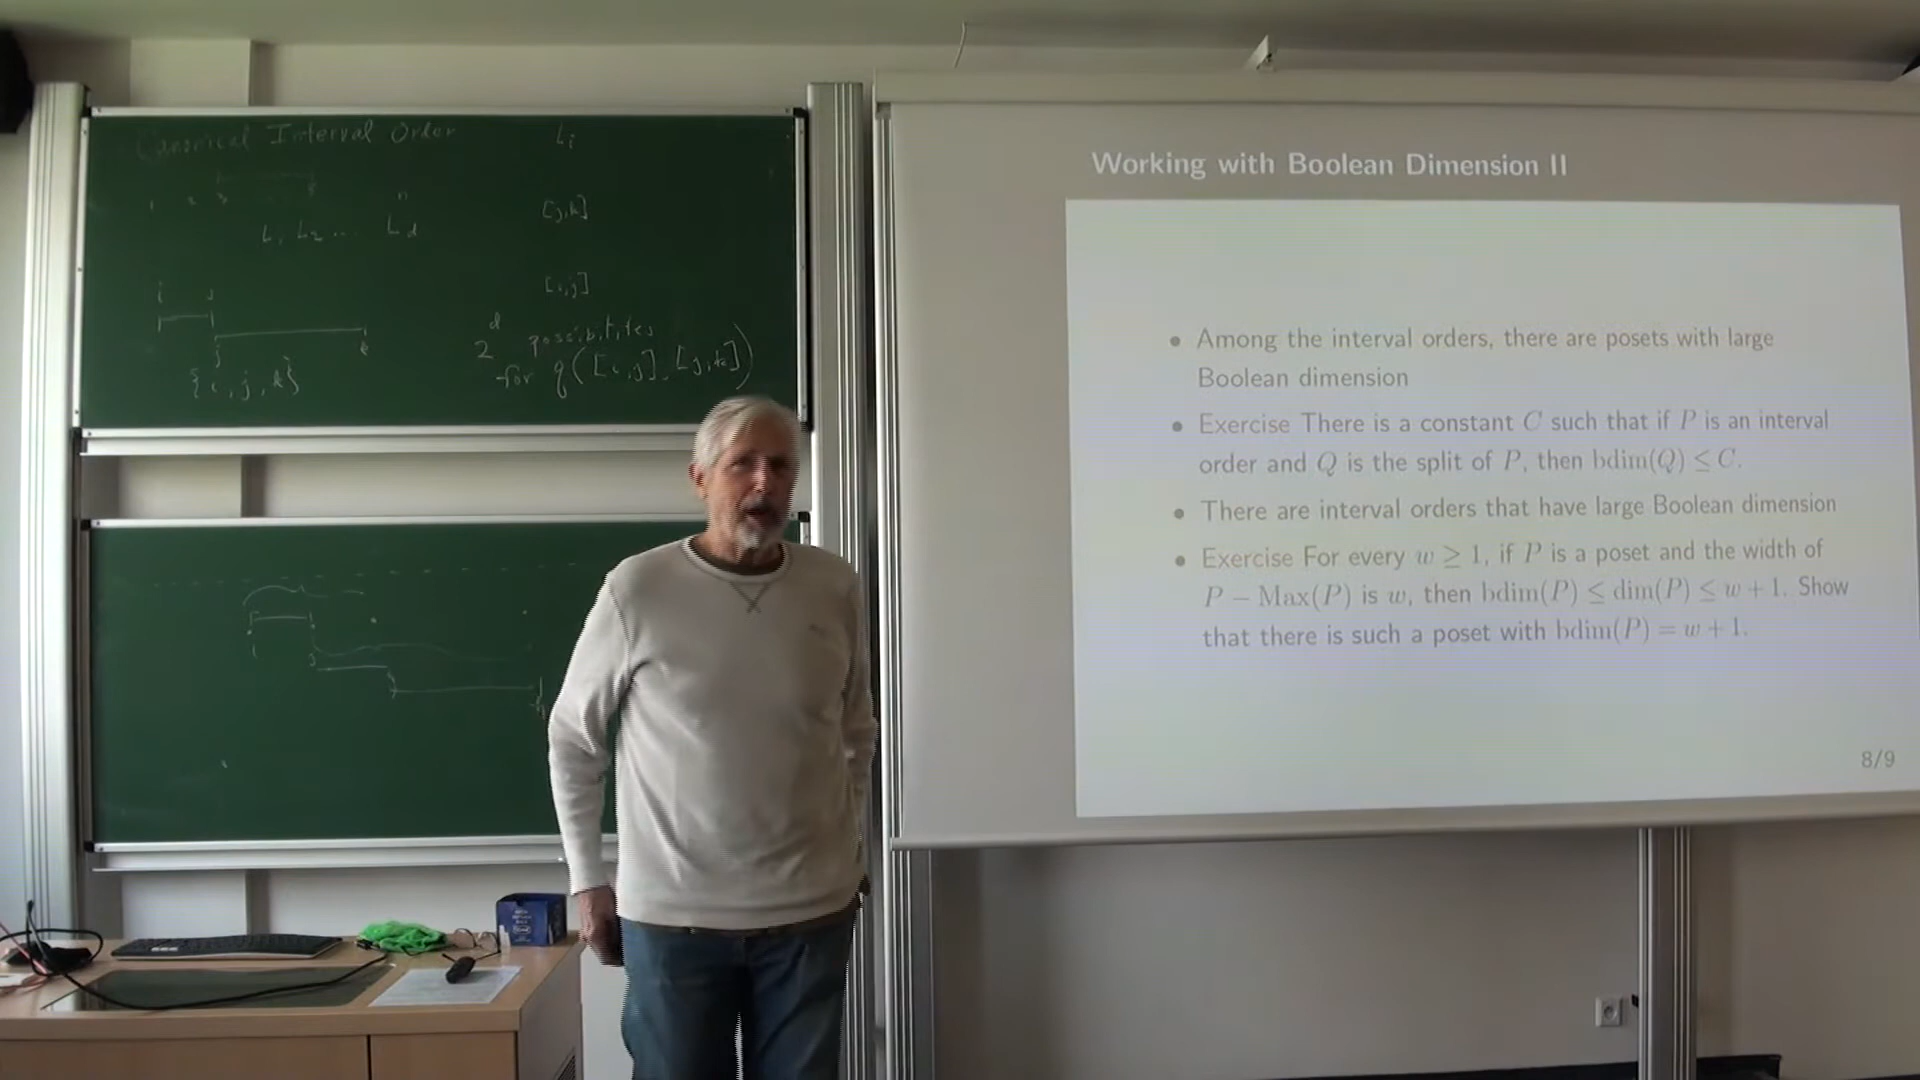 Canonical Interval Order
L_i
1 2 3 n
[j,k]
L_1 L_2 ... L_d
[i,j]
i j
2^d possibilities
for q([i,j], [j,k])
j k
{i, j, k}
i
j
Working with Boolean Dimension II
• Among the interval orders, there are posets with large
Boolean dimension
• Exercise There is a constant C such that if P is an interval
order and Q is the split of P, then bdim(Q) ≤ C.
• There are interval orders that have large Boolean dimension
• Exercise For every w ≥ 1, if P is a poset and the width of
P − Max(P) is w, then bdim(P) ≤ dim(P) ≤ w + 1. Show
that there is such a poset with bdim(P) = w + 1.
8/9